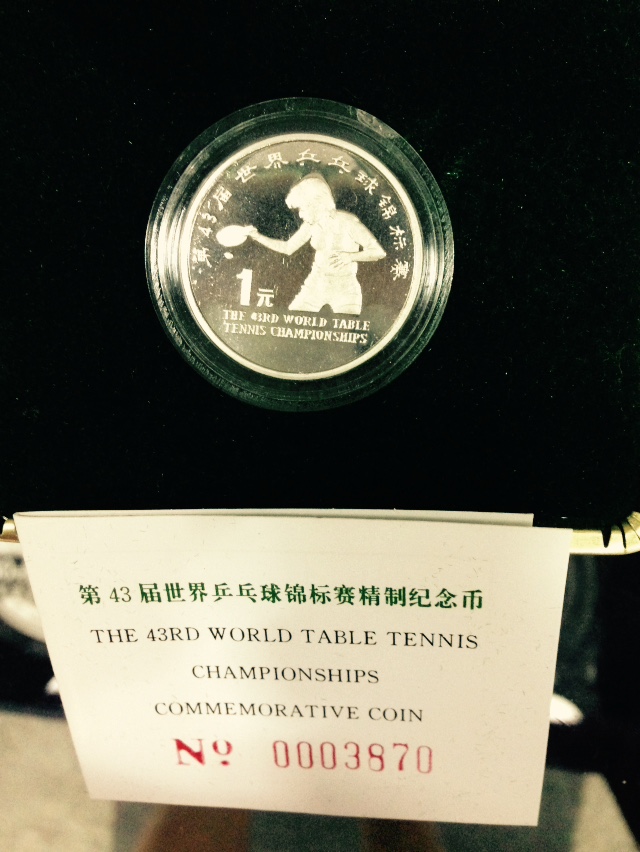 第43届世界乒乓球锦标赛
1元
THE 43RD WORLD TABLE
TENNIS CHAMPIONSHIPS
第 43 届世界乒乓球锦标赛精制纪念币
THE 43RD WORLD TABLE TENNIS
CHAMPIONSHIPS
COMMEMORATIVE COIN
Nº 0003870